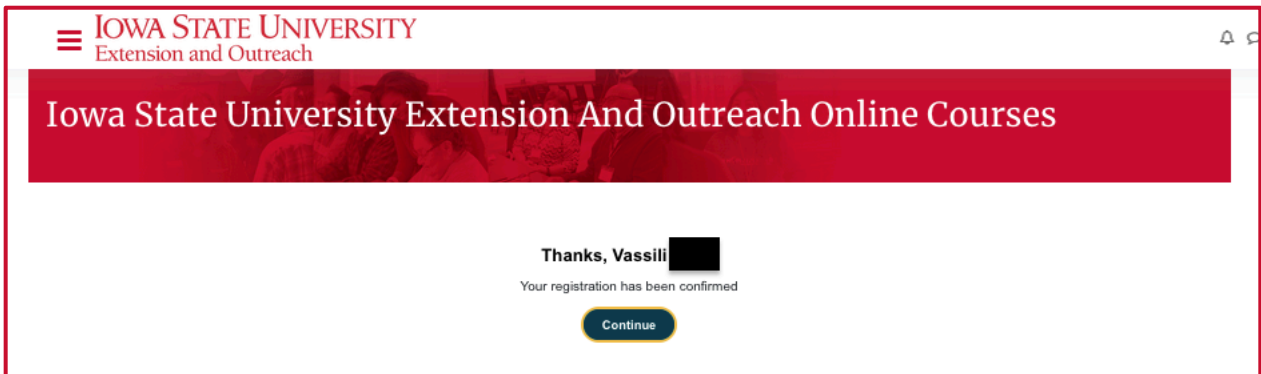 IOWA STATE UNIVERSITY
Extension and Outreach
Iowa State University Extension And Outreach Online Courses
Thanks, Vassili
Your registration has been confirmed
Continue